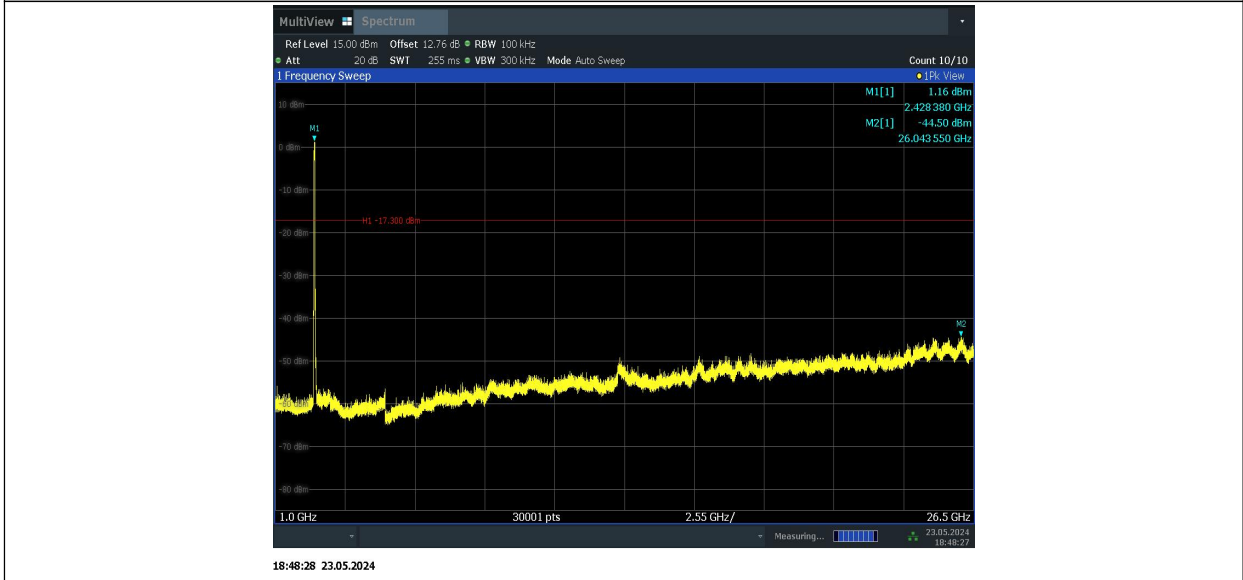 MultiView Spectrum
Ref Level 15.00 dBm Offset 12.76 dB RBW 100 kHz
Att 20 dB SWT 255 ms VBW 300 kHz Mode Auto Sweep Count 10/10
1 Frequency Sweep 1Pk View
M1[1] 1.16 dBm
2.428 380 GHz
M2[1] -44.50 dBm
26.043 550 GHz
10 dBm
M1
0 dBm
-10 dBm
H1 -17.300 dBm
-20 dBm
-30 dBm
-40 dBm
M2
-50 dBm
-60 dBm
-70 dBm
-80 dBm
1.0 GHz 30001 pts 2.55 GHz/ 26.5 GHz
Measuring... 23.05.2024
18:48:27
18:48:28 23.05.2024